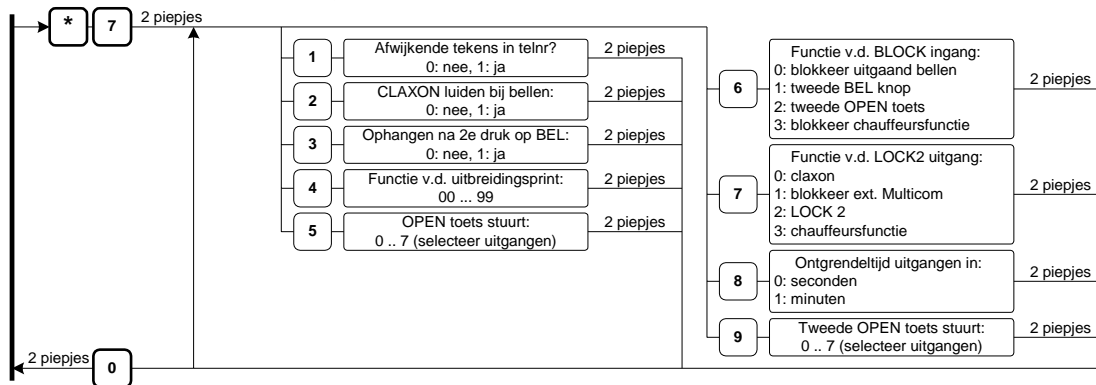 * 7 2 piepjes
1
Afwijkende tekens in telnr?
0: nee, 1: ja
2 piepjes
2
CLAXON luiden bij bellen:
0: nee, 1: ja
2 piepjes
3
Ophangen na 2e druk op BEL:
0: nee, 1: ja
2 piepjes
4
Functie v.d. uitbreidingsprint:
00 ... 99
2 piepjes
5
OPEN toets stuurt:
0 .. 7 (selecteer uitgangen)
2 piepjes
6
Functie v.d. BLOCK ingang:
0: blokkeer uitgaand bellen
1: tweede BEL knop
2: tweede OPEN toets
3: blokkeer chauffeursfunctie
2 piepjes
7
Functie v.d. LOCK2 uitgang:
0: claxon
1: blokkeer ext. Multicom
2: LOCK 2
3: chauffeursfunctie
2 piepjes
8
Ontgrendeltijd uitgangen in:
0: seconden
1: minuten
2 piepjes
9
Tweede OPEN toets stuurt:
0 .. 7 (selecteer uitgangen)
2 piepjes
2 piepjes 0